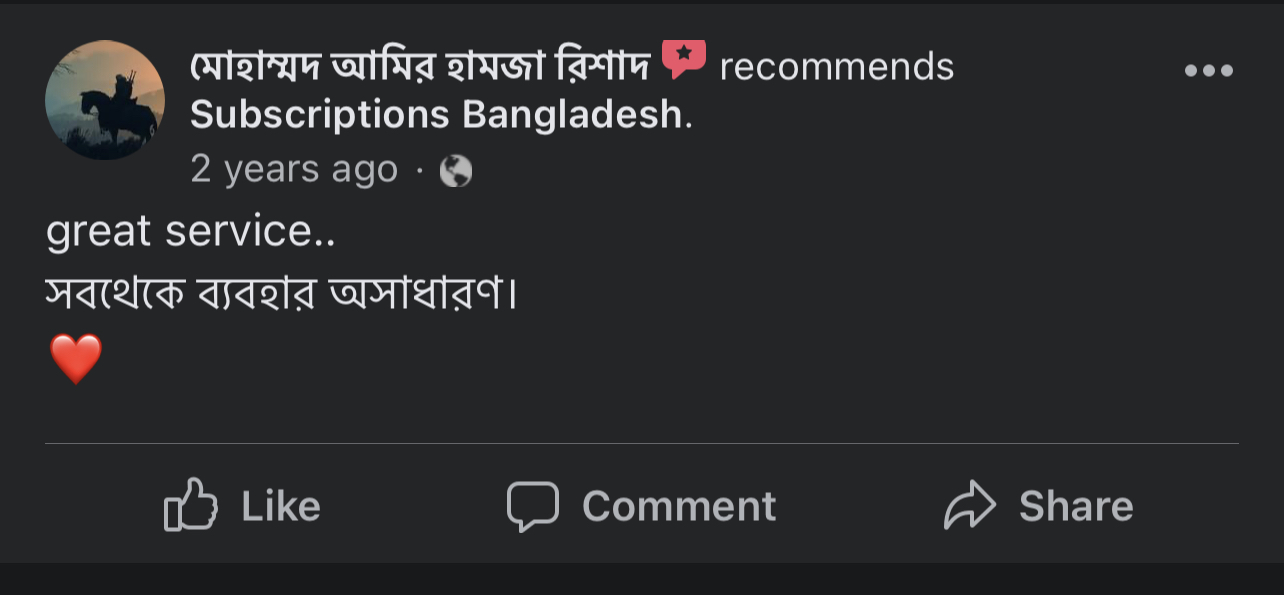 মোহাম্মদ আমির হামজা রিশাদ recommends
Subscriptions Bangladesh.
2 years ago ·
great service..
সবথেকে ব্যবহার অসাধারণ।
❤️
Like Comment Share